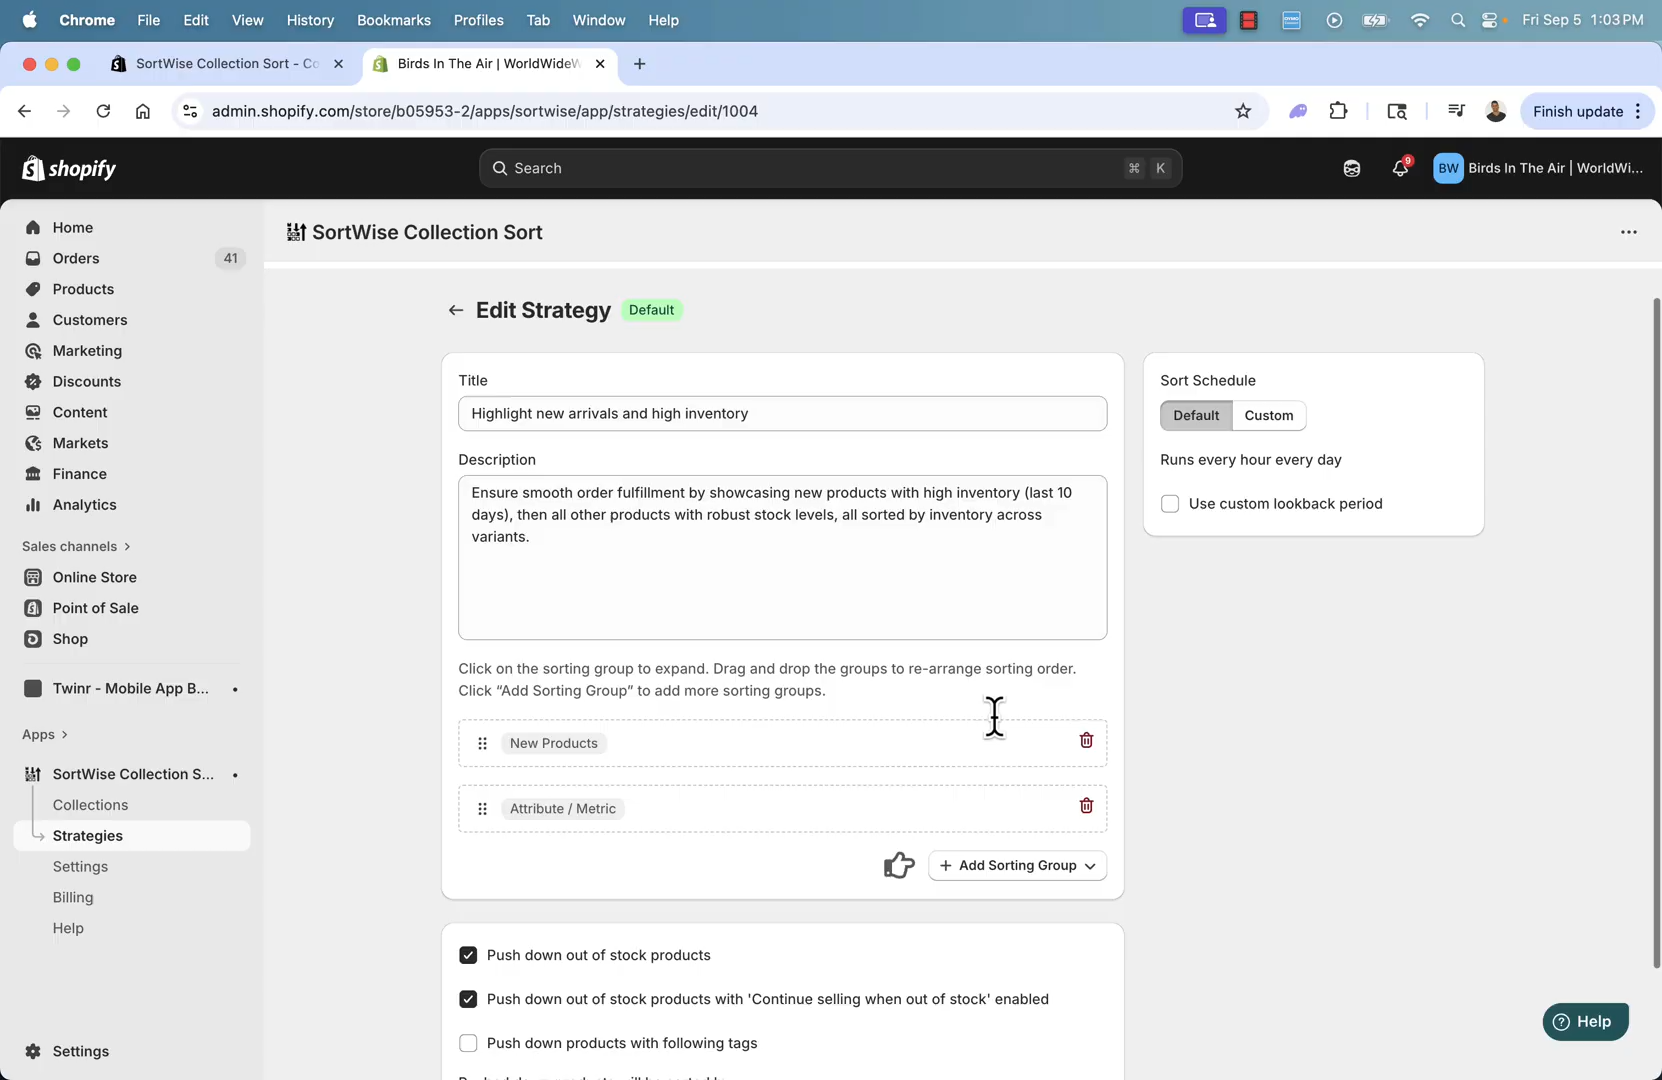 Chrome File Edit View History Bookmarks Profiles Tab Window Help Fri Sep 5 1:03 PM
SortWise Collection Sort - Co
Birds In The Air | WorldWideW
admin.shopify.com/store/b05953-2/apps/sortwise/app/strategies/edit/1004
Finish update
shopify
Search
⌘ K
9
BW
Birds In The Air | WorldWi...
Home
Orders 41
Products
Customers
Marketing
Discounts
Content
Markets
Finance
Analytics
Sales channels
Online Store
Point of Sale
Shop
Twinr - Mobile App B...
Apps
SortWise Collection S...
Collections
Strategies
Settings
Billing
Help
Settings
SortWise Collection Sort
Edit Strategy Default
Title
Highlight new arrivals and high inventory
Description
Ensure smooth order fulfillment by showcasing new products with high inventory (last 10
days), then all other products with robust stock levels, all sorted by inventory across
variants.
Click on the sorting group to expand. Drag and drop the groups to re-arrange sorting order.
Click “Add Sorting Group” to add more sorting groups.
New Products
Attribute / Metric
Add Sorting Group
Push down out of stock products
Push down out of stock products with 'Continue selling when out of stock' enabled
Push down products with following tags
Sort Schedule
Default Custom
Runs every hour every day
Use custom lookback period
Help